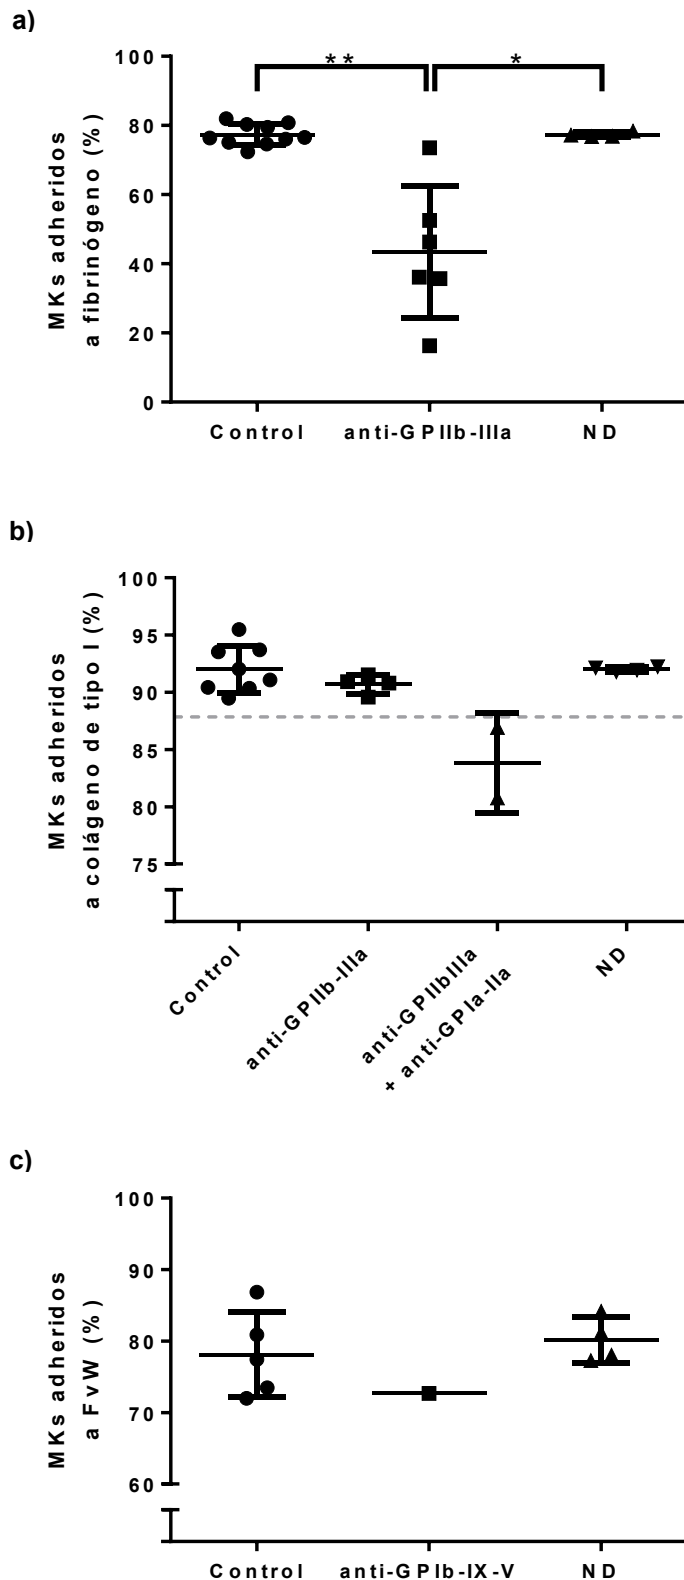 a)
MKs adheridos
a fibrinógeno (%)
100
80
60
40
20
0
**
*
Control
anti-GPIIb-IIIa
ND
b)
MKs adheridos
a colágeno de tipo I (%)
100
95
90
85
80
75
Control
anti-GPIIb-IIIa
anti-GPIIbIIIa
+ anti-GPIa-IIa
ND
c)
MKs adheridos
a FvW (%)
100
90
80
70
60
Control
anti-GPIb-IX-V
ND